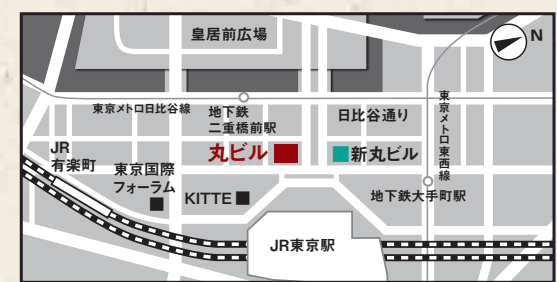 皇居前広場
N
東京メトロ日比谷線
地下鉄
二重橋前駅
日比谷通り
東京メトロ東西線
JR
有楽町
東京国際
フォーラム
丸ビル
新丸ビル
KITTE
地下鉄大手町駅
JR東京駅